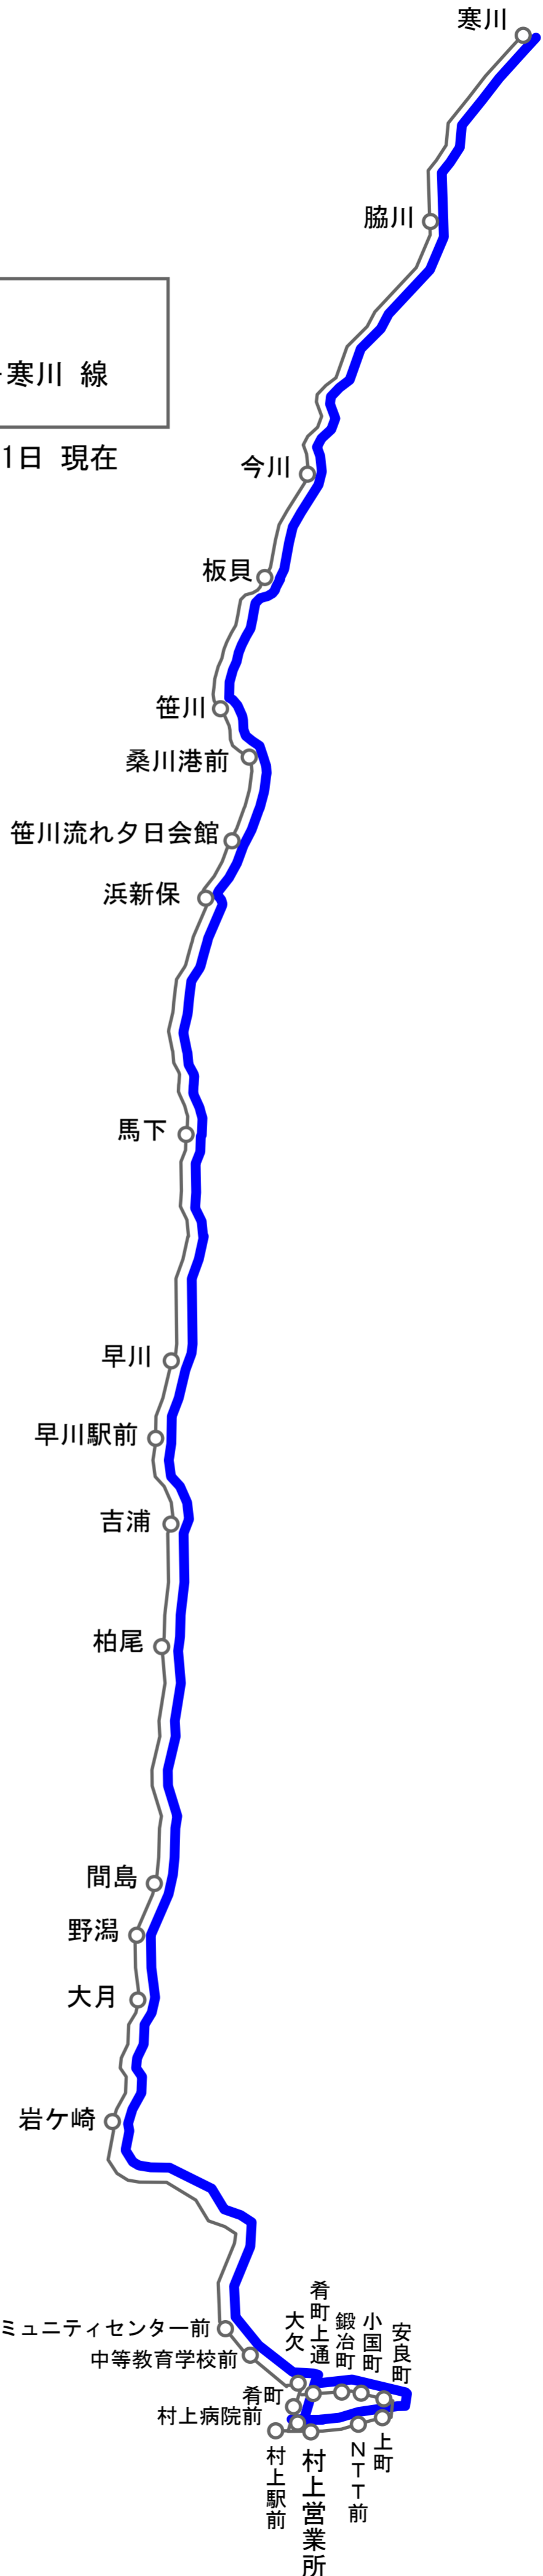 寒川
脇川
寒川 線
1日 現在
今川
板貝
笹川
桑川港前
笹川流れ夕日会館
浜新保
馬下
早川
早川駅前
吉浦
柏尾
間島
野潟
大月
岩ケ崎
ミュニティセンター前
中等教育学校前
大欠
肴町上通
鍛冶町
小国町
安良町
肴町
村上病院前
村上駅前
村上営業所
NTT前
上町